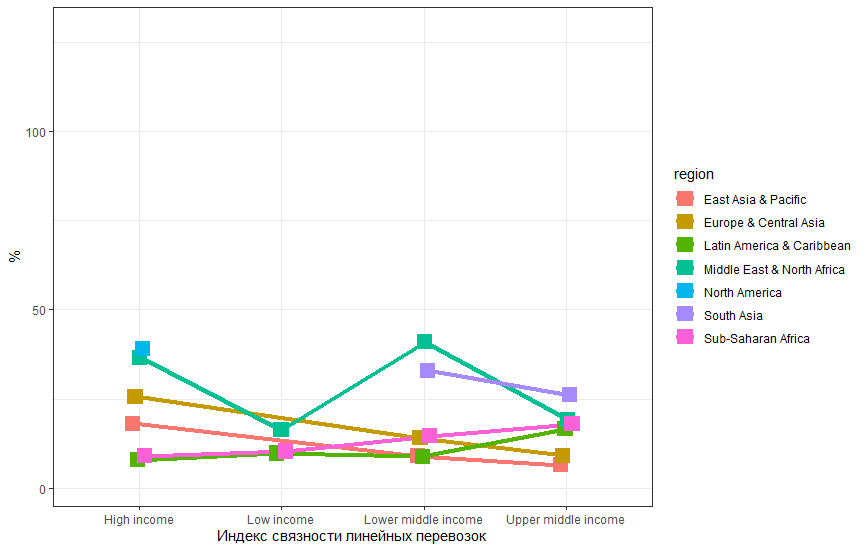 region
East Asia & Pacific
Europe & Central Asia
Latin America & Caribbean
Middle East & North Africa
North America
South Asia
Sub-Saharan Africa
%
100
50
0
High income
Low income
Lower middle income
Upper middle income
Индекс связности линейных перевозок